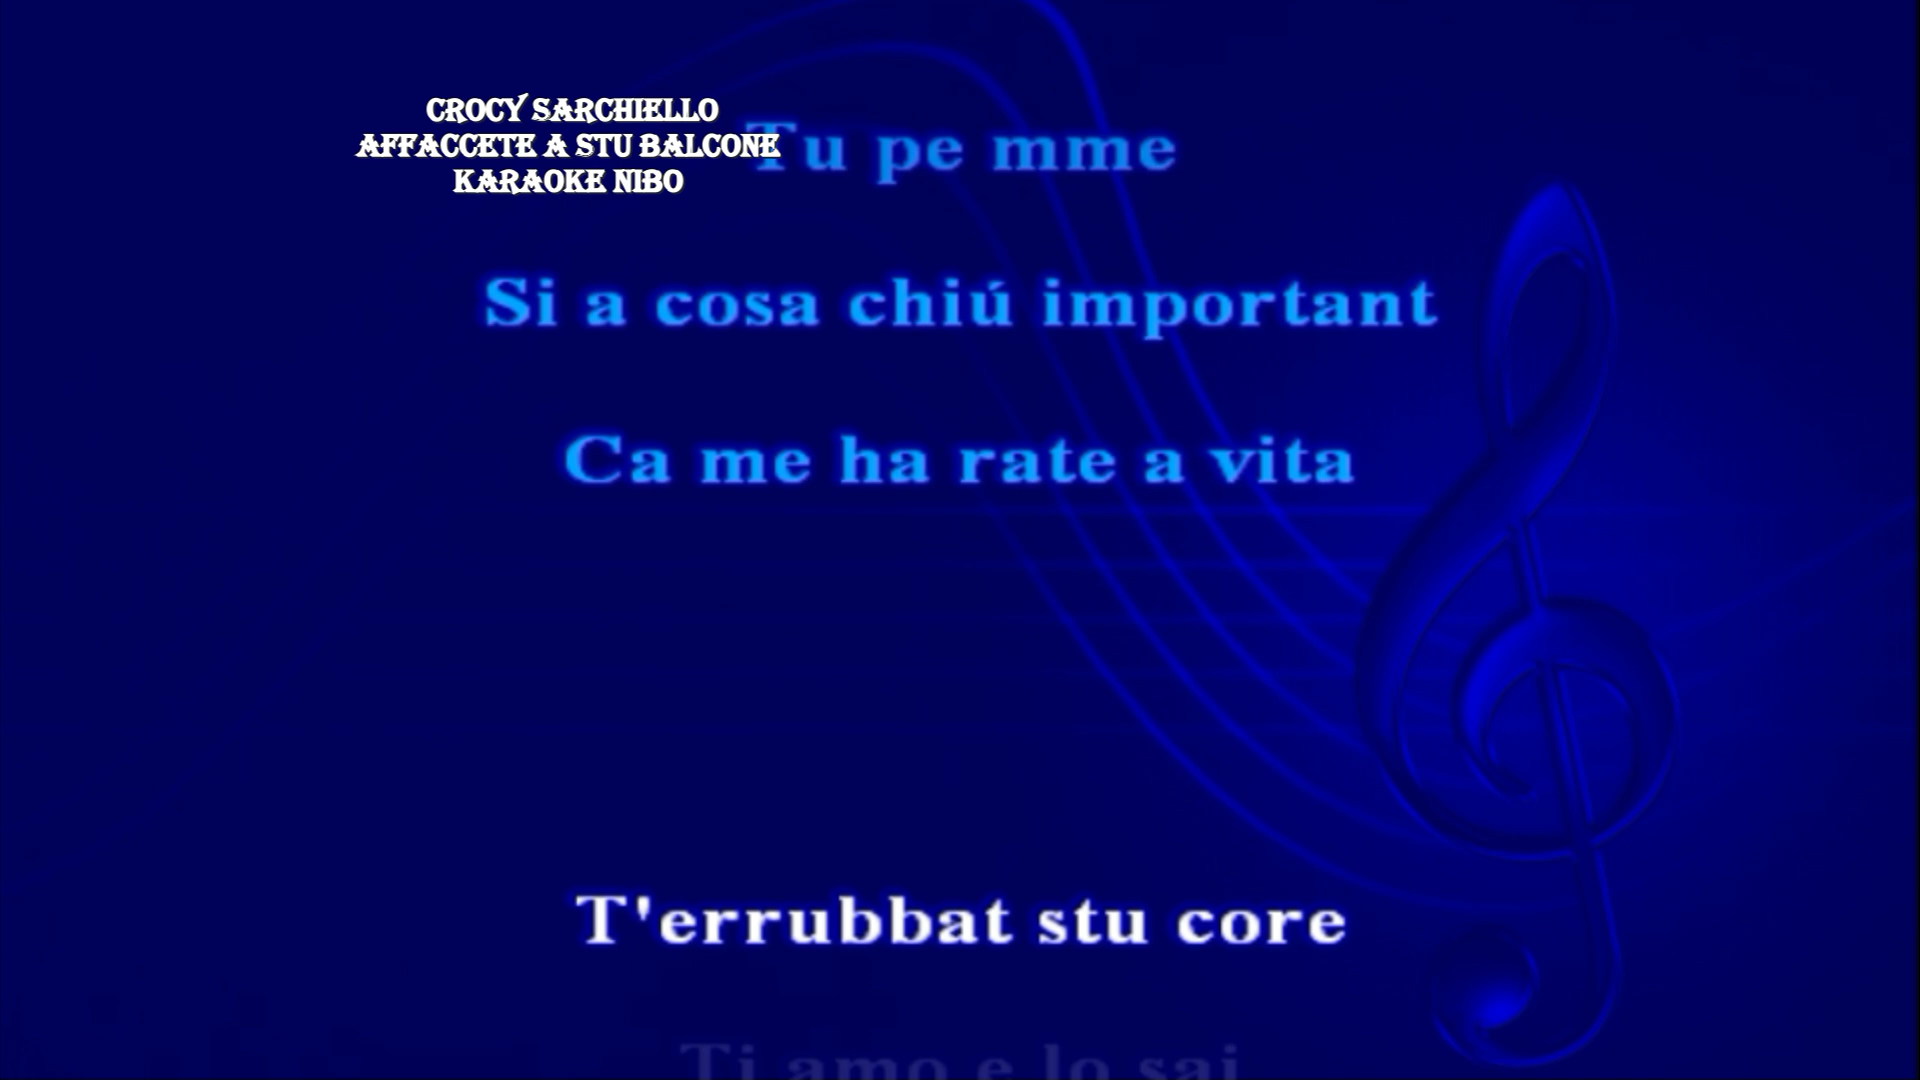 CROCY SARCHIELLO
AFFACCETE A STU BALCONE
KARAOKE NIBO
Tu pe mme
Si a cosa chiú important
Ca me ha rate a vita
T'errubbat stu core
Ti amo e lo sai